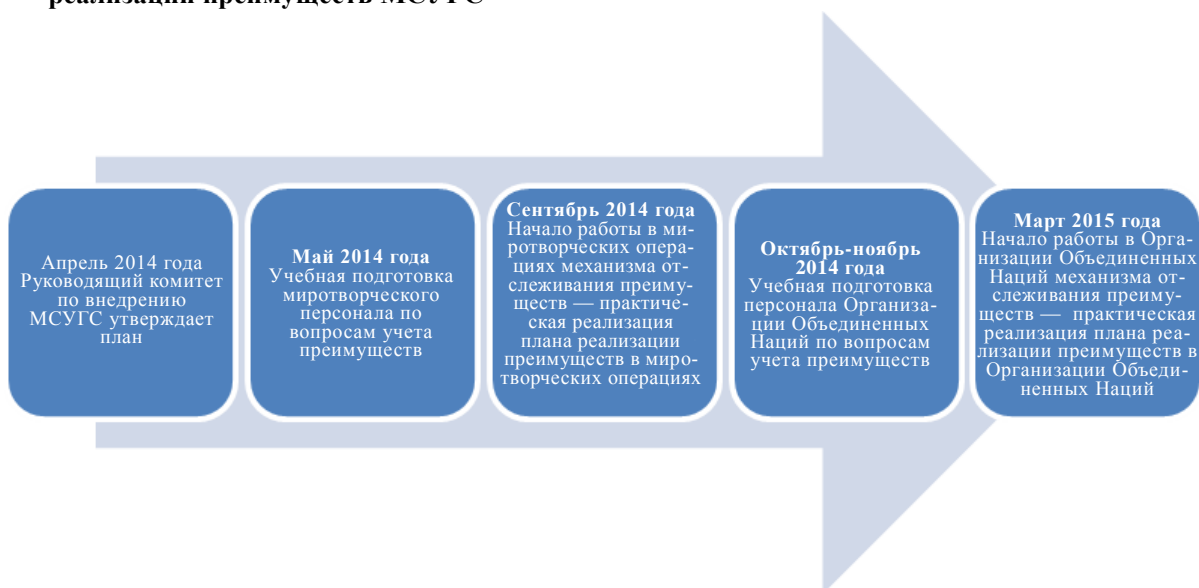 реализации преимуществ МСУГС
Апрель 2014 года
Руководящий комитет
по внедрению
МСУГС утверждает
план
Май 2014 года
Учебная подготовка
миротворческого
персонала по
вопросам учета
преимуществ
Сентябрь 2014 года
Начало работы в ми-
ротворческих опера-
циях механизма от-
слеживания преиму-
ществ — практиче-
ская реализация
плана реализации
преимуществ в миро-
творческих операциях
Октябрь-ноябрь
2014 года
Учебная подготовка
персонала Организа-
ции Объединенных
Наций по вопросам
учета преимуществ
Март 2015 года
Начало работы в Орга-
низации Объединенных
Наций механизма от-
слеживания преиму-
ществ — практическая
реализация плана реа-
лизации преимуществ в
Организации Объеди-
ненных Наций